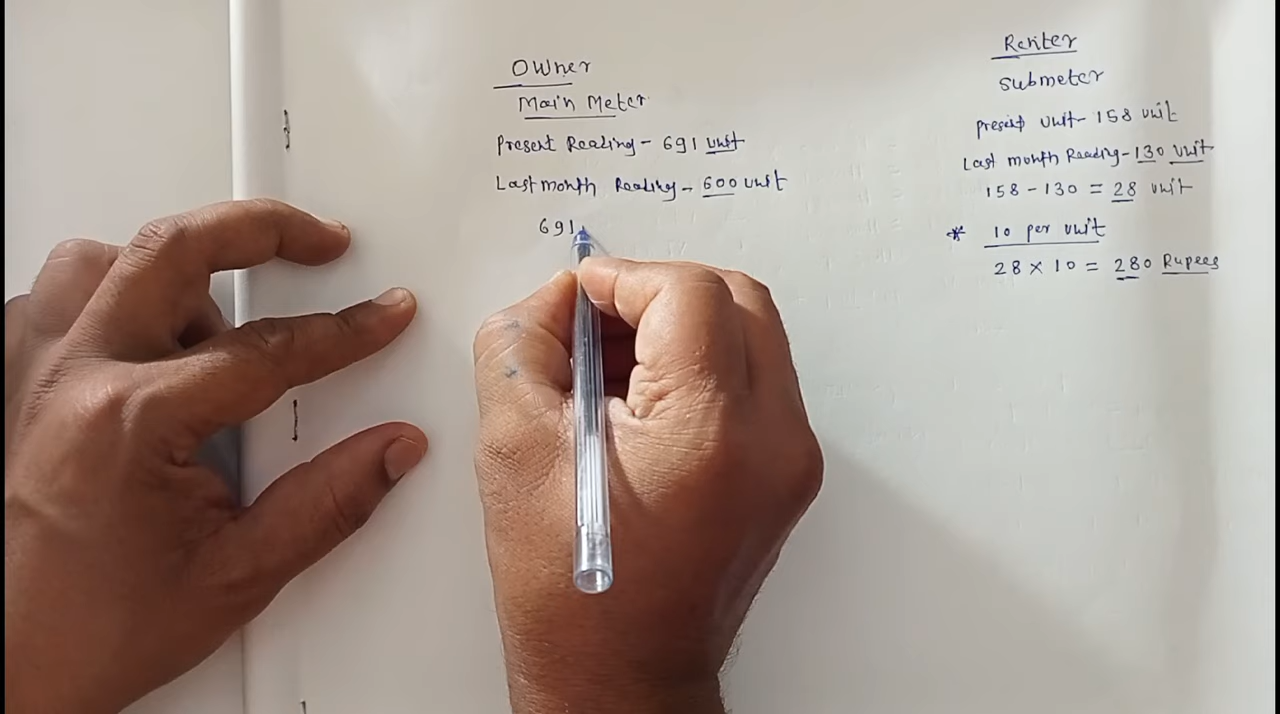 Owner
Main Meter
Present Reading - 691 unit
Last month Reading - 600 unit
691
Renter
Submeter
present unit - 158 unit
Last month Reading - 130 unit
158 - 130 = 28 unit
* 10 per unit
28 × 10 = 280 Rupees